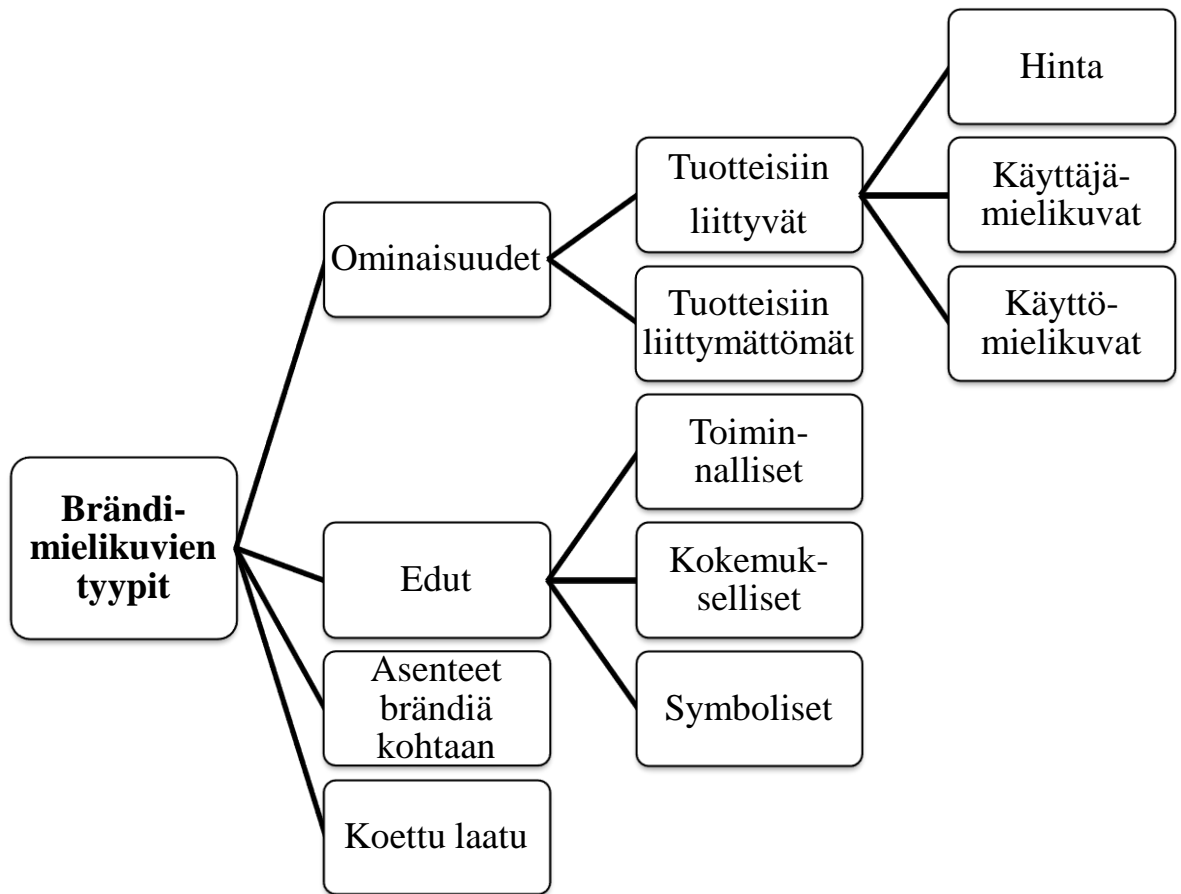 Hinta
Tuotteisiin
liittyvät
Käyttäjä-
mielikuvat
Ominaisuudet
Tuotteisiin
liittymättömät
Käyttö-
mielikuvat
Toimin-
nalliset
Brändi-
mielikuvien
tyypit
Edut
Kokemuk-
selliset
Asenteet
brändiä
kohtaan
Symboliset
Koettu laatu